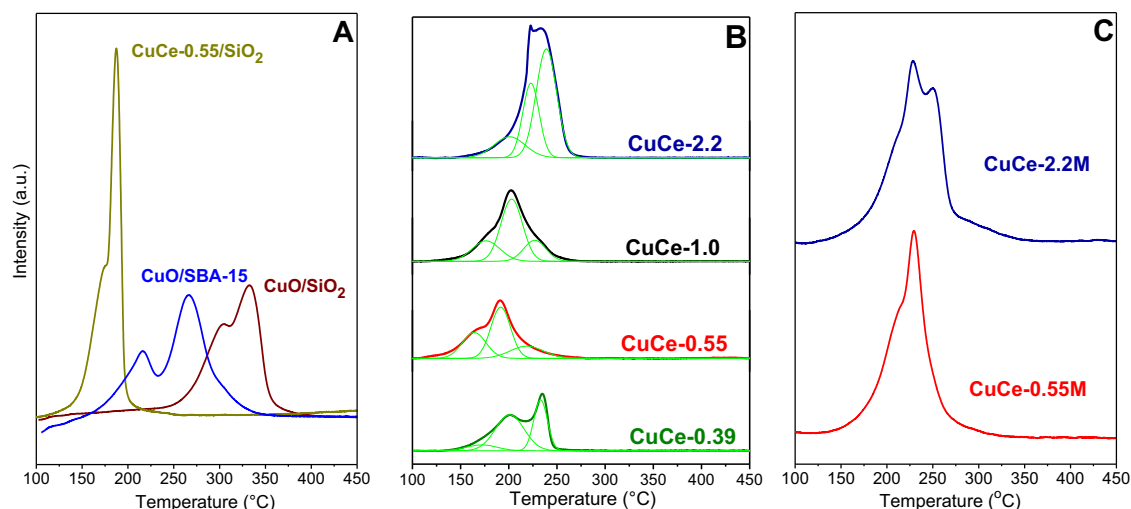 A
CuCe-0.55/SiO₂
CuO/SBA-15
CuO/SiO₂
Intensity (a.u.)
100 150 200 250 300 350 400 450
Temperature (°C)
B
CuCe-2.2
CuCe-1.0
CuCe-0.55
CuCe-0.39
100 150 200 250 300 350 400 450
Temperature (°C)
C
CuCe-2.2M
CuCe-0.55M
100 150 200 250 300 350 400 450
Temperature (°C)